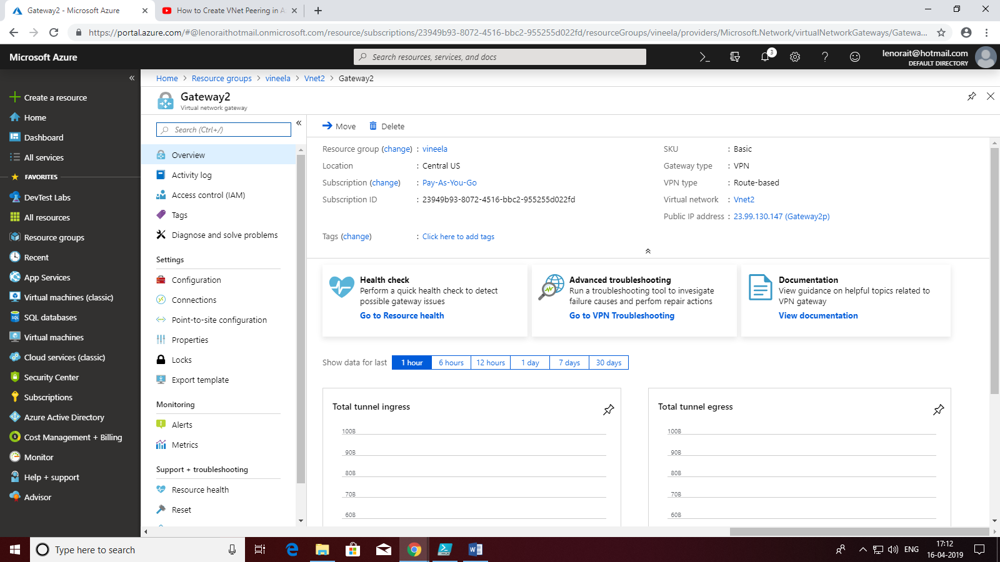 Gateway2 - Microsoft Azure
How to Create VNet Peering in A
https://portal.azure.com/#@lenoraithotmail.onmicrosoft.com/resource/subscriptions/23949b93-8072-4516-bbc2-955255d022fd/resourceGroups/vineela/providers/Microsoft.Network/virtualNetworkGateways/Gatewa...
Microsoft Azure
Search resources, services, and docs
3
lenorait@hotmail.com
DEFAULT DIRECTORY
Home > Resource groups > vineela > Vnet2 > Gateway2
Create a resource
Home
Dashboard
All services
FAVORITES
DevTest Labs
All resources
Resource groups
Recent
App Services
Virtual machines (classic)
SQL databases
Virtual machines
Cloud services (classic)
Security Center
Subscriptions
Azure Active Directory
Cost Management + Billing
Monitor
Help + support
Advisor
Gateway2
Virtual network gateway
Search (Ctrl+/)
Overview
Activity log
Access control (IAM)
Tags
Diagnose and solve problems
Settings
Configuration
Connections
Point-to-site configuration
Properties
Locks
Export template
Monitoring
Alerts
Metrics
Support + troubleshooting
Resource health
Reset
Move
Delete
Resource group (change) : vineela
Location : Central US
Subscription (change) : Pay-As-You-Go
Subscription ID : 23949b93-8072-4516-bbc2-955255d022fd
Tags (change) : Click here to add tags
SKU : Basic
Gateway type : VPN
VPN type : Route-based
Virtual network : Vnet2
Public IP address : 23.99.130.147 (Gateway2p)
Health check
Perform a quick health check to detect
possible gateway issues
Go to Resource health
Advanced troubleshooting
Run a troubleshooting tool to invesigate
failure causes and perfom repair actions
Go to VPN Troubleshooting
Documentation
View guidance on helpful topics related to
VPN gateway
View documentation
Show data for last 1 hour 6 hours 12 hours 1 day 7 days 30 days
Total tunnel ingress
100B
90B
80B
70B
60B
Total tunnel egress
100B
90B
80B
70B
60B
Type here to search
ENG
17:12
16-04-2019